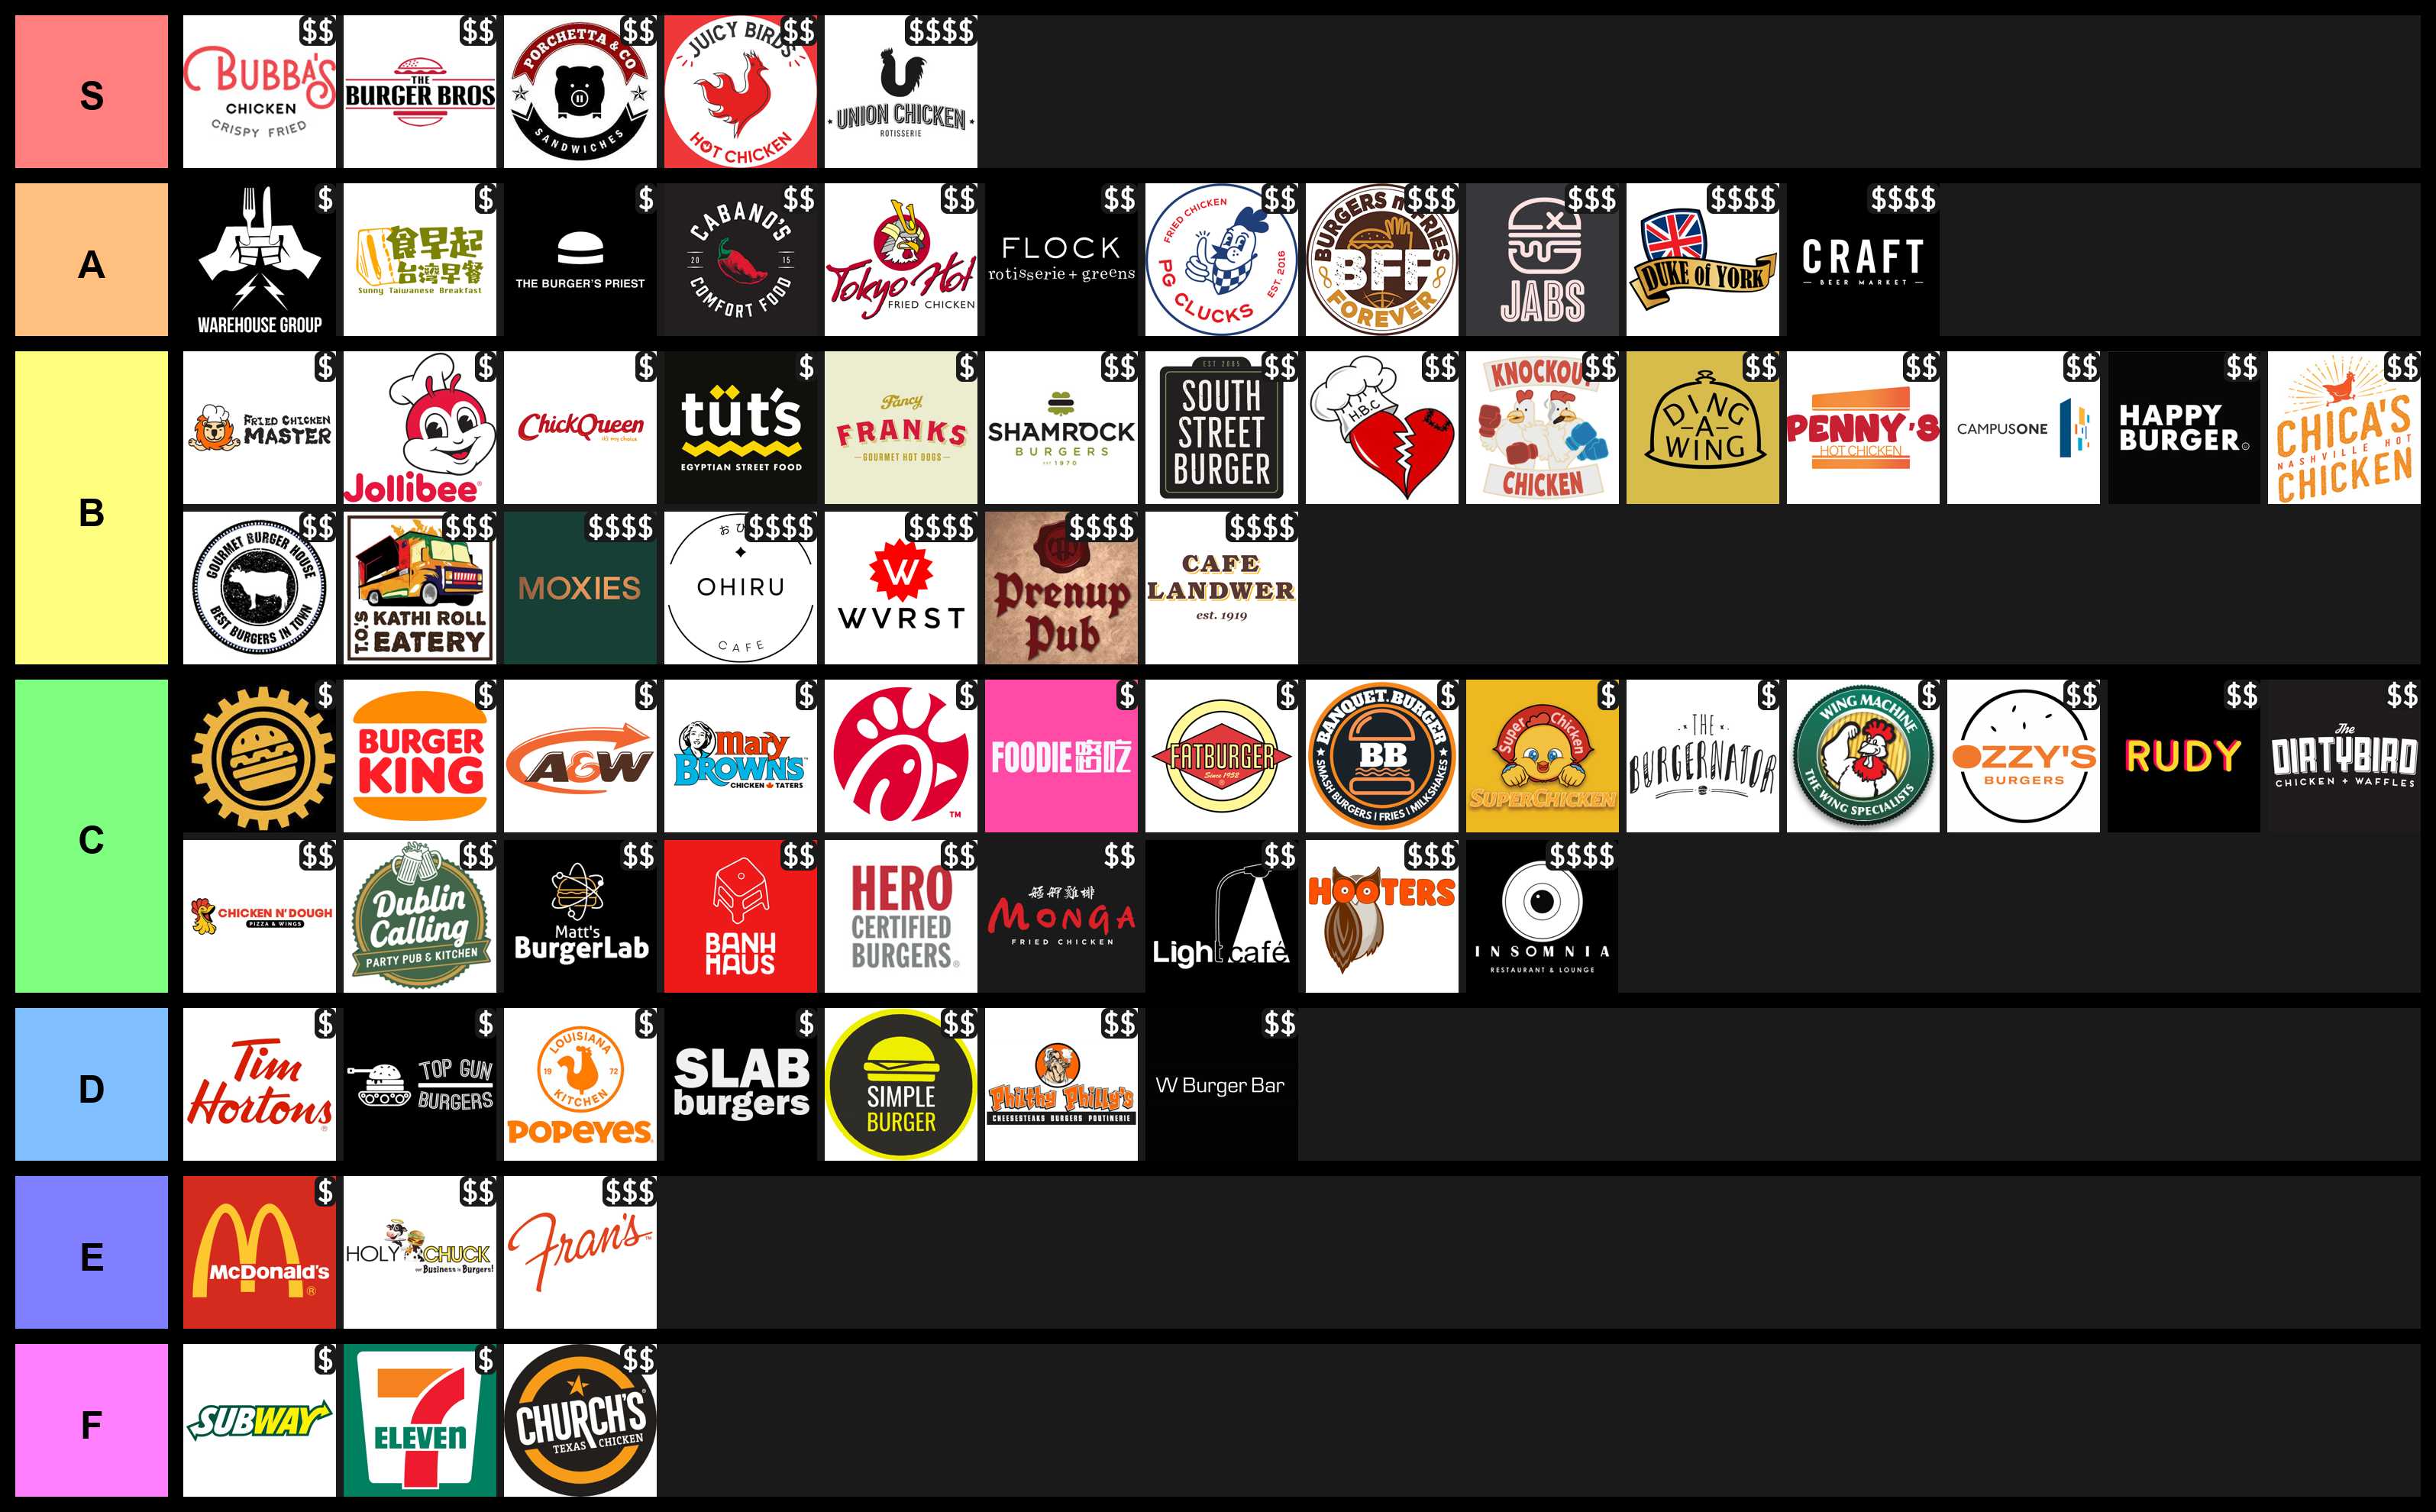 S
$$
BUBBA'S
CHICKEN
CRISPY FRIED
$$
THE
BURGER BROS
$$
PORCHETTA & CO
SANDWICHES
$$
JUICY BIRDS
HOT CHICKEN
$$$$
UNION CHICKEN
ROTISSERIE
A
$
WAREHOUSE GROUP
$
食早起
台湾早餐
Sunny Taiwanese Breakfast
$
THE BURGER'S PRIEST
$$
CABANO'S
20 15
COMFORT FOOD
$$
Tokyo Hot
FRIED CHICKEN
$$
FLOCK
rotisserie + greens
$$
FRIED CHICKEN
PG CLUCKS
EST. 2016
$$$
BURGERS n' FRIES
BFF
FOREVER
$$$
JABS
$$$$
DUKE of YORK
$$$$
CRAFT
BEER MARKET
B
$
FRIED CHICKEN
MASTER
$
Jollibee
$
ChickQueen
it's my choice
$
tüt's
EGYPTIAN STREET FOOD
$
Fancy
FRANKS
GOURMET HOT DOGS
$$
SHAMROCK
BURGERS
EST 1970
$$
EST 2005
SOUTH
STREET
BURGER
$$
H.B.C
$$
KNOCKOUT
CHICKEN
$$
DING
-A-
WING
$$
PENNY'S
HOT CHICKEN
$$
CAMPUSONE
$$
HAPPY
BURGER
$$
CHICA'S
NASHVILLE HOT
CHICKEN
$$
GOURMET BURGER HOUSE
BEST BURGERS IN TOWN
$$$
T.O.'S
KATHI ROLL
EATERY
$$$$
MOXIES
$$$$
おひ
OHIRU
CAFE
$$$$
W
WVRST
$$$$
Prenup
Pub
$$$$
CAFE
LANDWER
est. 1919
C
$
$
BURGER
KING
$
A&W
$
Mary
BROWN'S
CHICKEN TATERS
$
TM
$
FOODIE
$
FATBURGER
Since 1952
$
BANQUET BURGER
BB
SMASH BURGERS | FRIES | MILKSHAKES
$
Super Chicken
SUPERCHICKEN
$
THE
BURGERNATOR
$
WING MACHINE
THE WING SPECIALISTS
$$
OZZY'S
BURGERS
$$
RUDY
$$
The
DIRTYBIRD
CHICKEN + WAFFLES
$$
CHICKEN N' DOUGH
PIZZA & WINGS
$$
Dublin
Calling
PARTY PUB & KITCHEN
$$
Matt's
BurgerLab
$$
BANH
HAUS
$$
HERO
CERTIFIED
BURGERS
$$
艋舺雞排
MONGA
FRIED CHICKEN
$$
Light café
$$$
HOOTERS
$$$$
INSOMNIA
RESTAURANT & LOUNGE
D
$
Tim
Hortons
$
TOP GUN
BURGERS
$
LOUISIANA
19 72
KITCHEN
POPEYES
$
SLAB
burgers
$$
SIMPLE
BURGER
$$
Philthy Philly's
CHEESESTEAKS BURGERS POUTINERIE
$$
W Burger Bar
E
$
McDonald's
$$
HOLY CHUCK
our Business is Burgers!
$$$
Fran's
F
$
SUBWAY
$
7
ELEVEn
$$
CHURCH'S
TEXAS CHICKEN